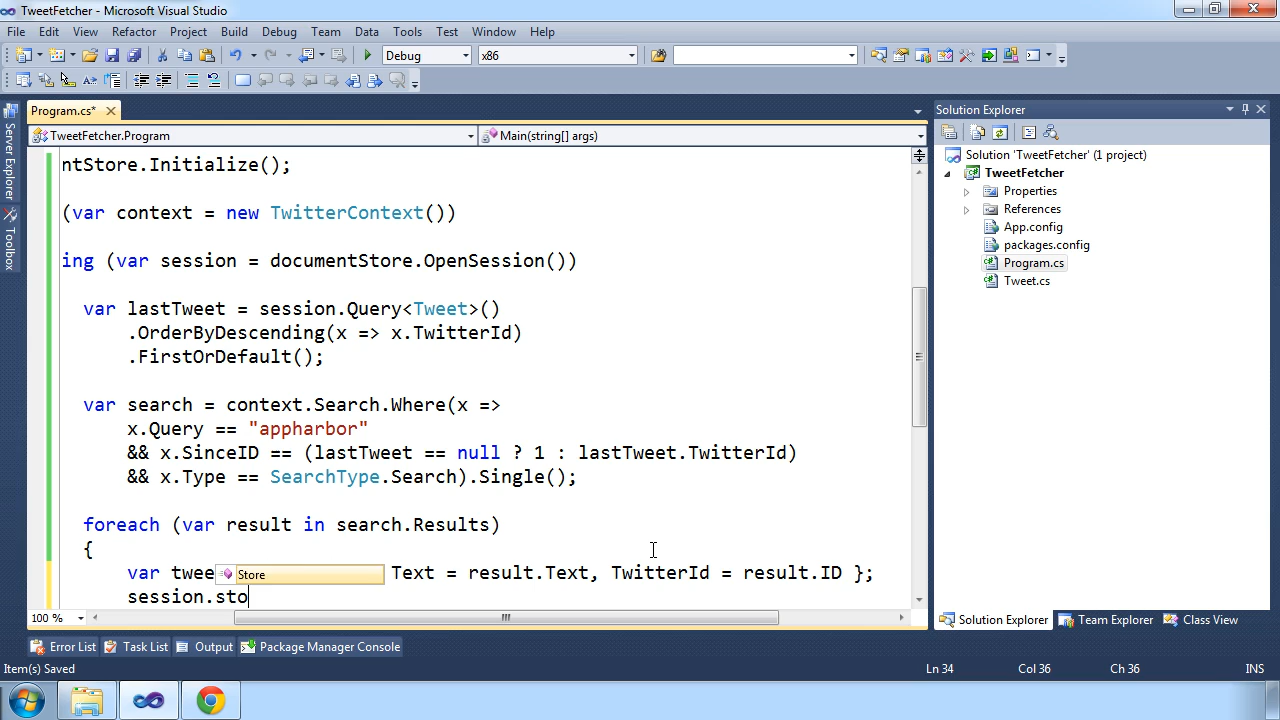 TweetFetcher - Microsoft Visual Studio
File Edit View Refactor Project Build Debug Team Data Tools Test Window Help
Debug x86
Program.cs*
Solution Explorer
TweetFetcher.Program Main(string[] args)
Server Explorer
Toolbox
ntStore.Initialize();
(var context = new TwitterContext())
ing (var session = documentStore.OpenSession())
var lastTweet = session.Query<Tweet>()
.OrderByDescending(x => x.TwitterId)
.FirstOrDefault();
var search = context.Search.Where(x =>
x.Query == "appharbor"
&& x.SinceID == (lastTweet == null ? 1 : lastTweet.TwitterId)
&& x.Type == SearchType.Search).Single();
foreach (var result in search.Results)
{
var twee Text = result.Text, TwitterId = result.ID };
Store
session.sto
Solution 'TweetFetcher' (1 project)
TweetFetcher
Properties
References
App.config
packages.config
Program.cs
Tweet.cs
100 %
Solution Explorer Team Explorer Class View
Error List Task List Output Package Manager Console
Item(s) Saved Ln 34 Col 36 Ch 36 INS